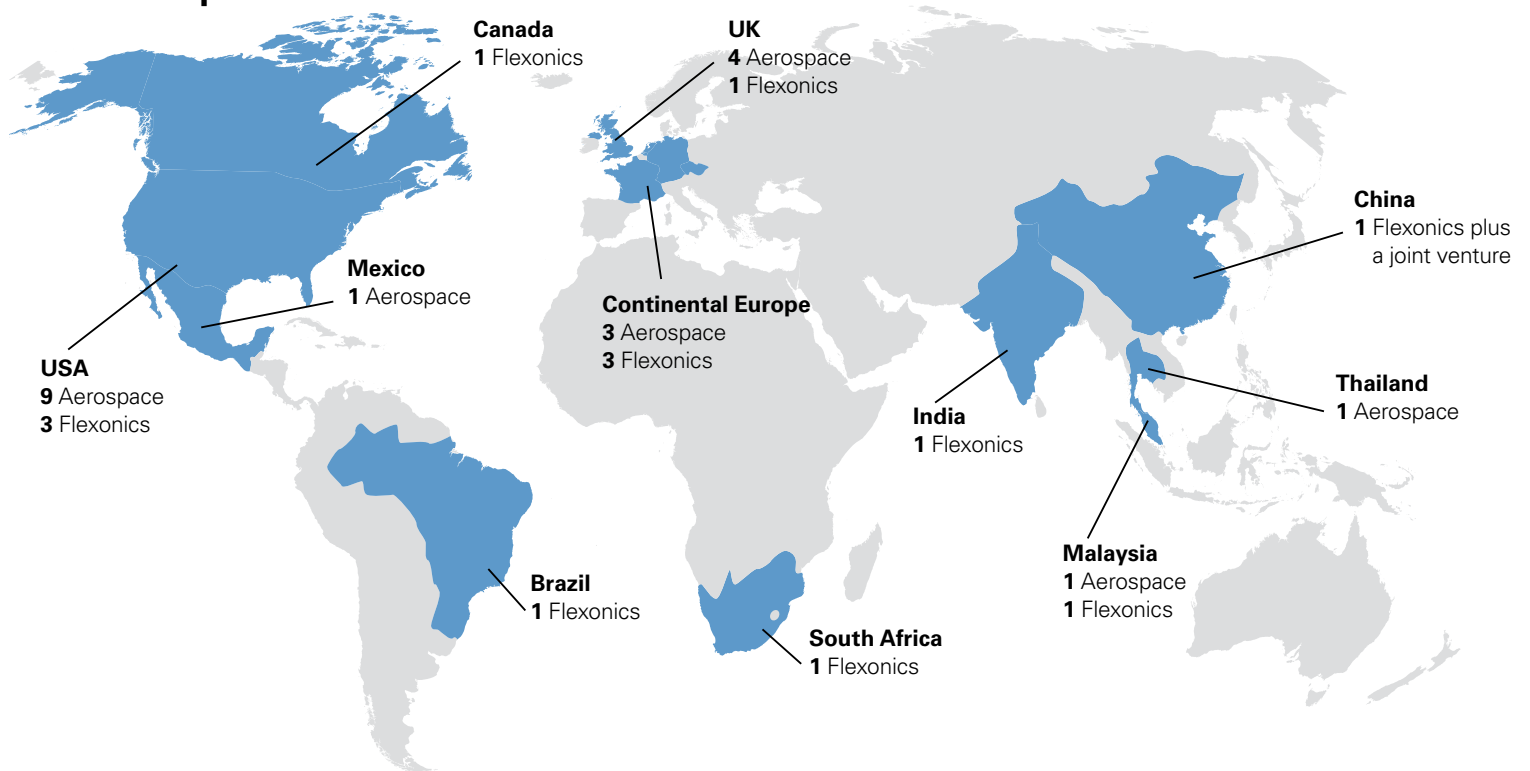 Canada
1 Flexonics
UK
4 Aerospace
1 Flexonics
China
1 Flexonics plus
a joint venture
Mexico
1 Aerospace
Continental Europe
3 Aerospace
3 Flexonics
USA
9 Aerospace
3 Flexonics
India
1 Flexonics
Thailand
1 Aerospace
Malaysia
1 Aerospace
1 Flexonics
Brazil
1 Flexonics
South Africa
1 Flexonics